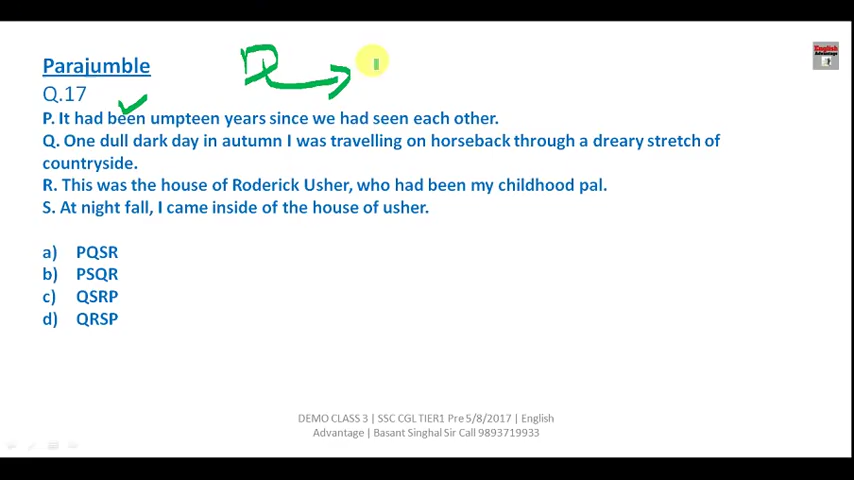 Parajumble
English
Advantage
Q.17
P. It had been umpteen years since we had seen each other.
Q. One dull dark day in autumn I was travelling on horseback through a dreary stretch of
countryside.
R. This was the house of Roderick Usher, who had been my childhood pal.
S. At night fall, I came inside of the house of usher.
a) PQSR
b) PSQR
c) QSRP
d) QRSP
DEMO CLASS 3 | SSC CGL TIER1 Pre 5/8/2017 | English
Advantage | Basant Singhal Sir Call 9893719933